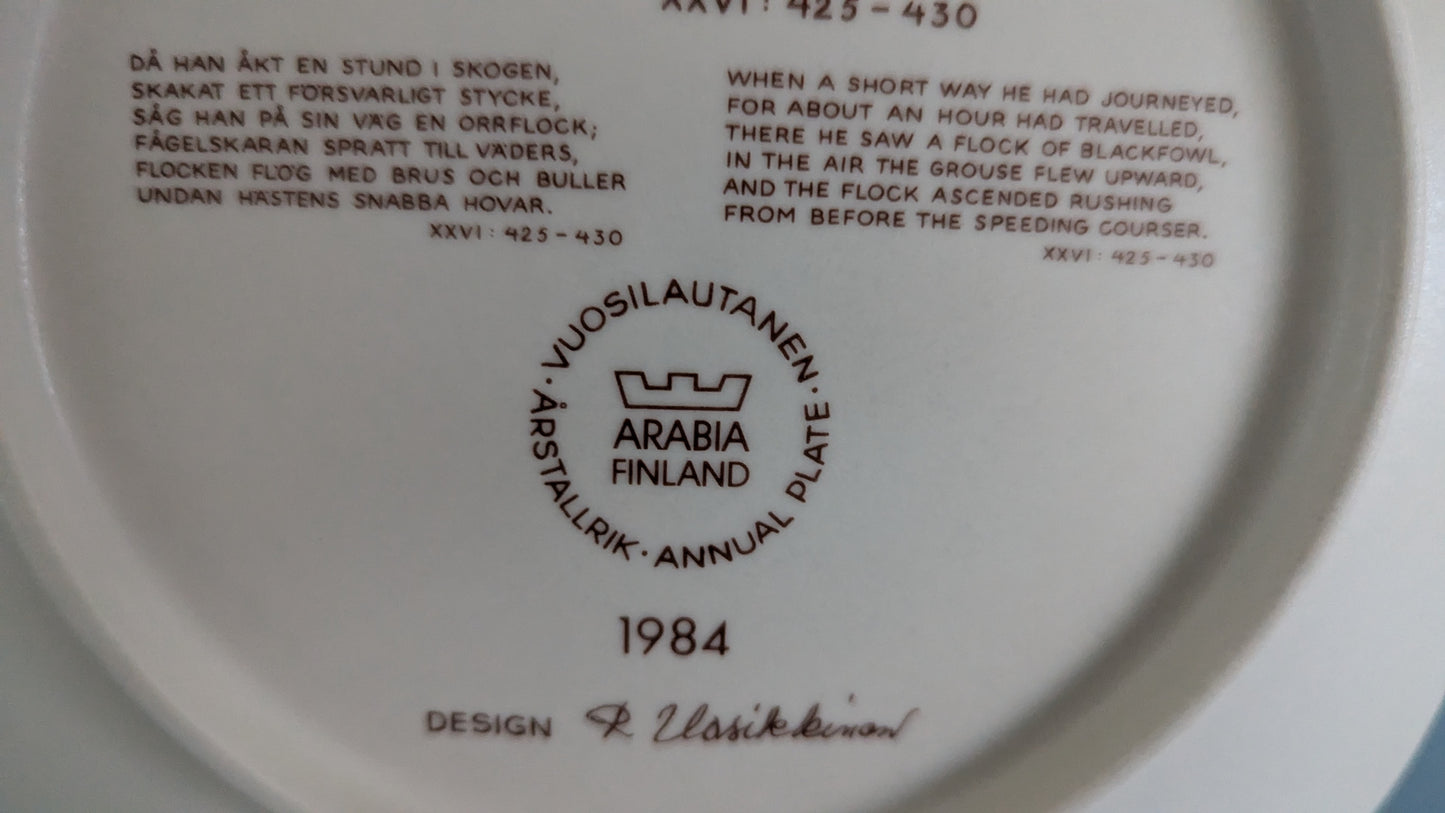 XXVI: 425-430
DÅ HAN ÅKT EN STUND I SKOGEN,
SKAKAT ETT FÖRSVARLIGT STYCKE,
SÅG HAN PÅ SIN VÄG EN ORRFLOCK;
FÅGELSKARAN SPRATT TILL VÄDERS,
FLOCKEN FLÖG MED BRUS OCH BULLER
UNDAN HÄSTENS SNABBA HOVAR.
XXVI: 425-430
WHEN A SHORT WAY HE HAD JOURNEYED,
FOR ABOUT AN HOUR HAD TRAVELLED,
THERE HE SAW A FLOCK OF BLACKFOWL,
IN THE AIR THE GROUSE FLEW UPWARD,
AND THE FLOCK ASCENDED RUSHING
FROM BEFORE THE SPEEDING COURSER.
XXVI: 425-430
· VUOSILAUTANEN · ANNUAL PLATE · ÅRSTALLRIK
ARABIA
FINLAND
1984
DESIGN R Uosikkinen